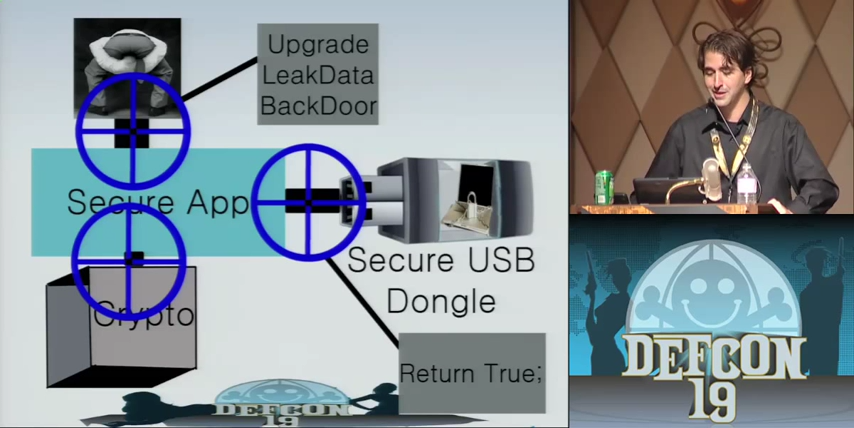 Upgrade
LeakData
BackDoor
Secure App
Secure USB
Dongle
Crypto
Return True;
DEFCON
19
DEFCON
19